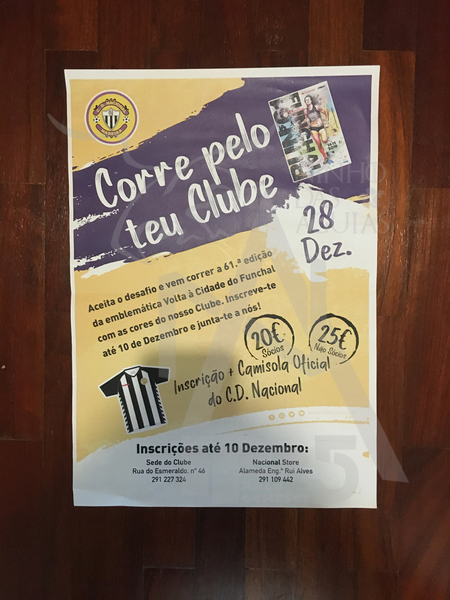 Corre pelo
teu Clube
28
Dez.
Aceita o desafio e vem correr a 61.ª edição
da emblemática Volta à Cidade do Funchal
com as cores do nosso Clube. Inscreve-te
até 10 de Dezembro e junta-te a nós!
20€
Sócios
25€
Não Sócios
Inscrição + Camisola Oficial
do C.D. Nacional
Inscrições até 10 Dezembro:
Sede do Clube
Rua do Esmeraldo, nº 46
291 227 324
Nacional Store
Alameda Eng.º Rui Alves
291 109 442